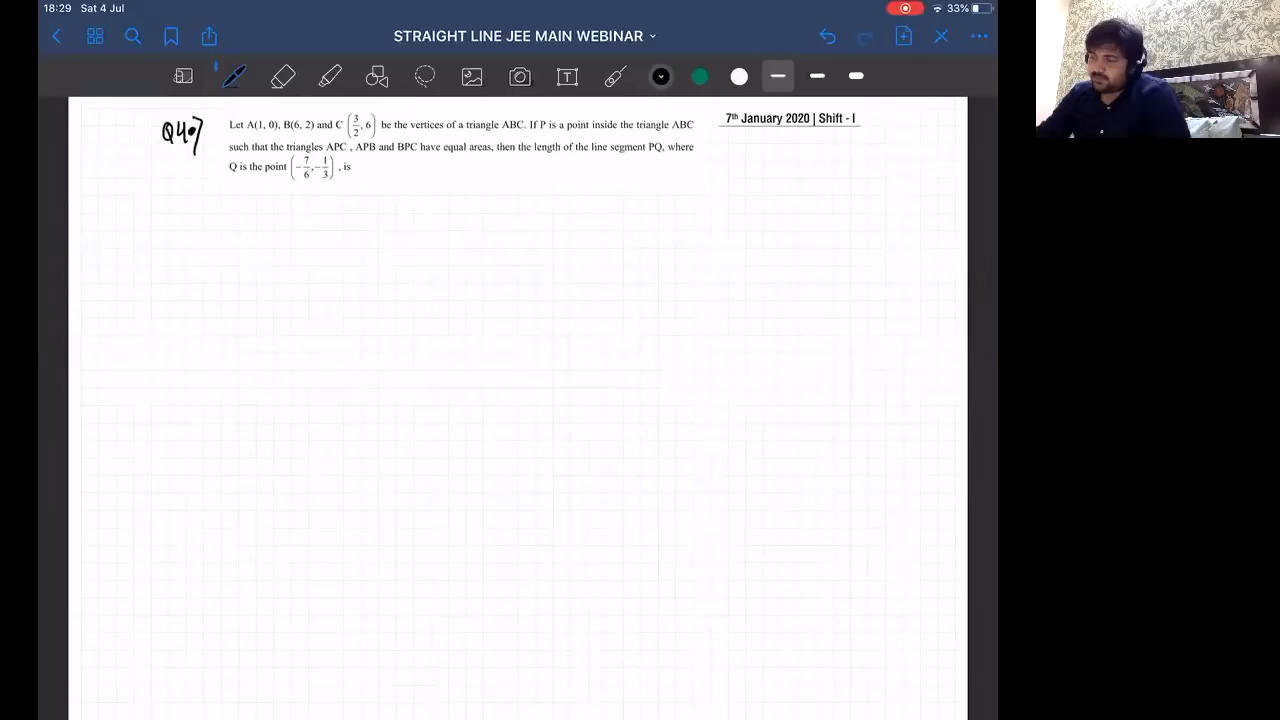 18:29 Sat 4 Jul
33%
STRAIGHT LINE JEE MAIN WEBINAR
T
Q4.7
Let A(1, 0), B(6, 2) and C (3/2, 6) be the vertices of a triangle ABC. If P is a point inside the triangle ABC
such that the triangles APC , APB and BPC have equal areas, then the length of the line segment PQ, where
Q is the point (-7/6, -1/3) , is
7th January 2020 | Shift - I